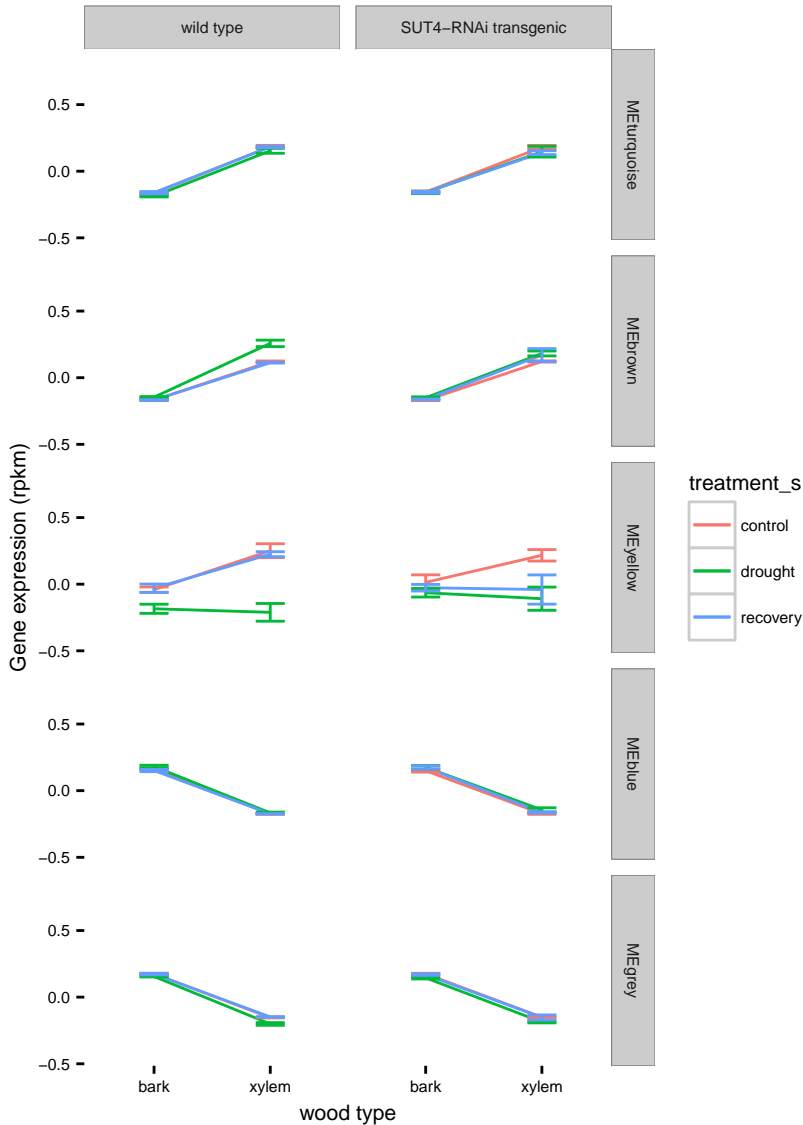 wild type
SUT4−RNAi transgenic
0.5
0.0
−0.5
MEturquoise
0.5
0.0
−0.5
MEbrown
0.5
0.0
−0.5
MEyellow
0.5
0.0
−0.5
MEblue
0.5
0.0
−0.5
MEgrey
Gene expression (rpkm)
bark
xylem
bark
xylem
wood type
treatment_s
control
drought
recovery